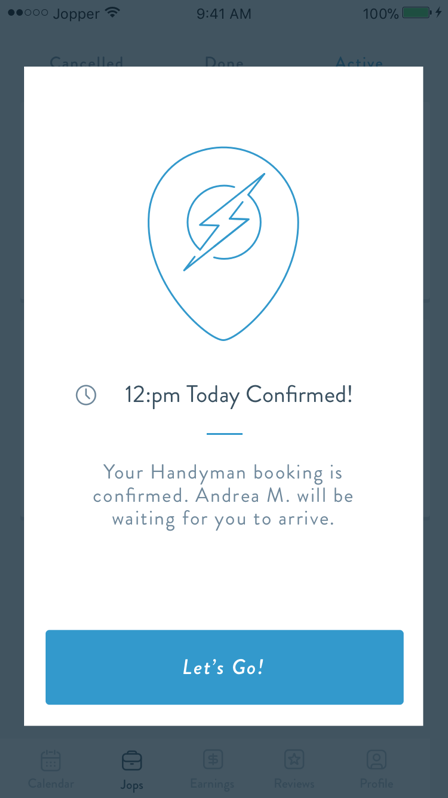 Jopper 9:41 AM 100%
Cancelled Done Active
12:pm Today Confirmed!
Your Handyman booking is
confirmed. Andrea M. will be
waiting for you to arrive.
Let's Go!
Calendar Jops Earnings Reviews Profile